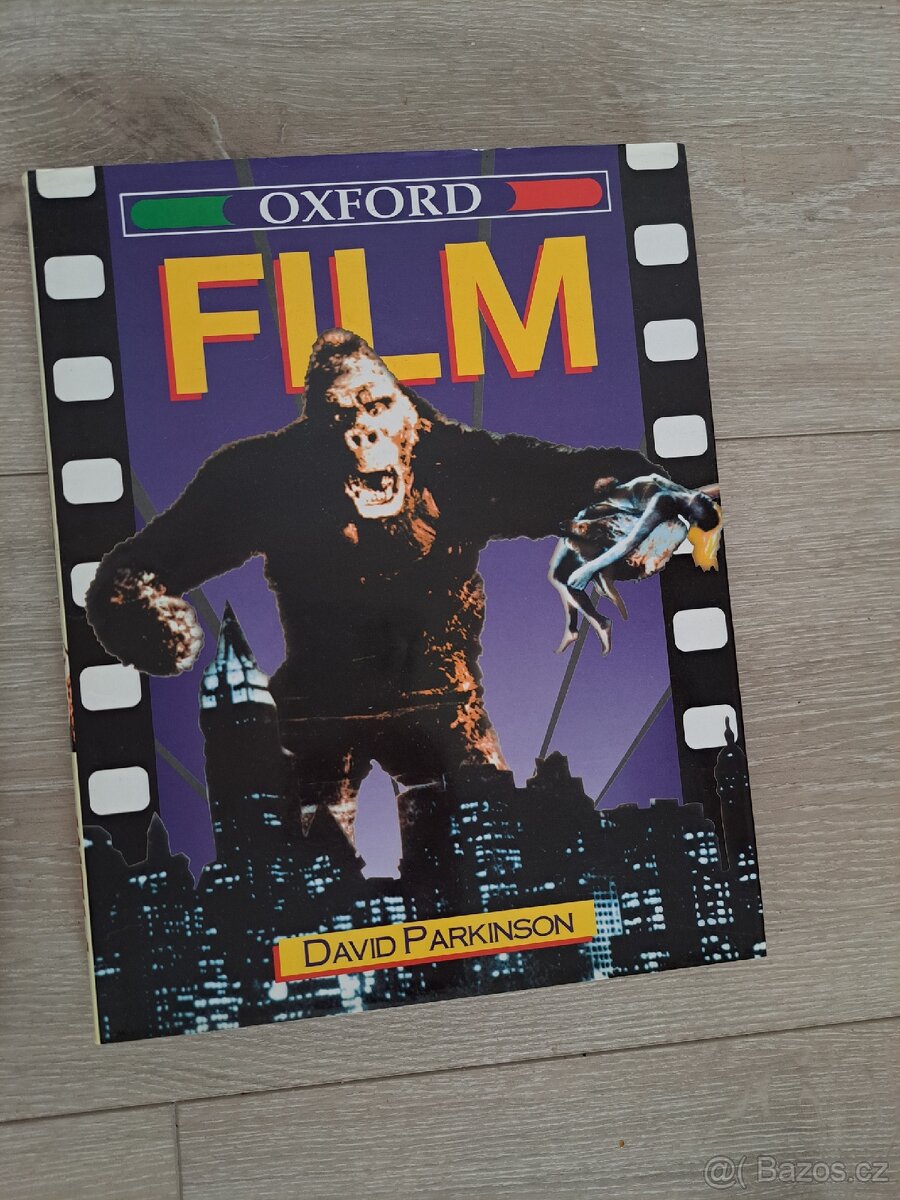 OXFORD
FILM
DAVID PARKINSON
@( Bazos.cz